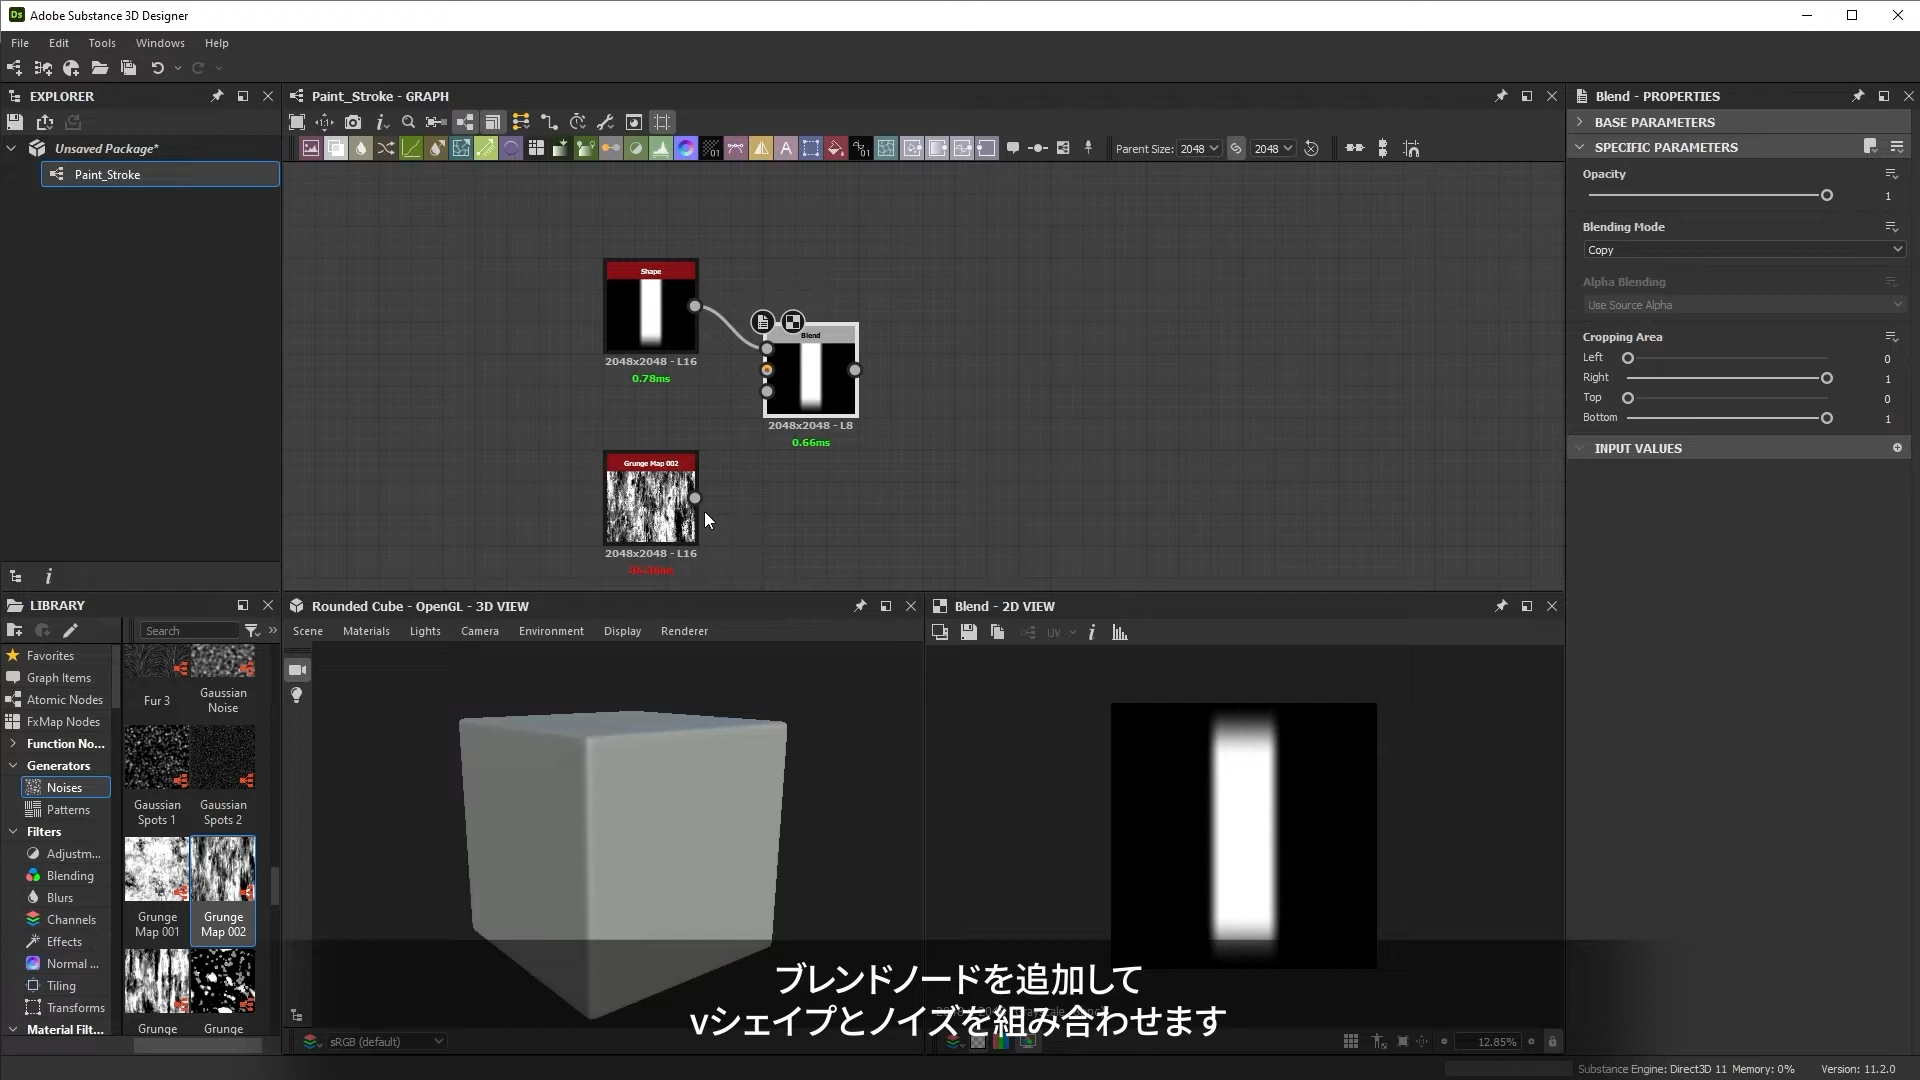 Adobe Substance 3D Designer
File Edit Tools Windows Help
EXPLORER
Unsaved Package*
Paint_Stroke
Paint_Stroke - GRAPH
Parent Size: 2048 2048
Shape
2048x2048 - L16
0.78ms
Blend
2048x2048 - L8
0.66ms
Grunge Map 002
2048x2048 - L16
Blend - PROPERTIES
BASE PARAMETERS
SPECIFIC PARAMETERS
Opacity
1
Blending Mode
Copy
Alpha Blending
Use Source Alpha
Cropping Area
Left 0
Right 1
Top 0
Bottom 1
INPUT VALUES
LIBRARY
Search
Favorites
Graph Items
Atomic Nodes
FxMap Nodes
Function No...
Generators
Noises
Patterns
Filters
Adjustm...
Blending
Blurs
Channels
Effects
Normal ...
Tiling
Transforms
Material Filt...
Fur 3
Gaussian Noise
Gaussian Spots 1
Gaussian Spots 2
Grunge Map 001
Grunge Map 002
Grunge
Grunge
Rounded Cube - OpenGL - 3D VIEW
Scene Materials Lights Camera Environment Display Renderer
sRGB (default)
Blend - 2D VIEW
UV
12.85%
ブレンドノードを追加して
vシェイプとノイズを組み合わせます
Substance Engine: Direct3D 11 Memory: 0% Version: 11.2.0